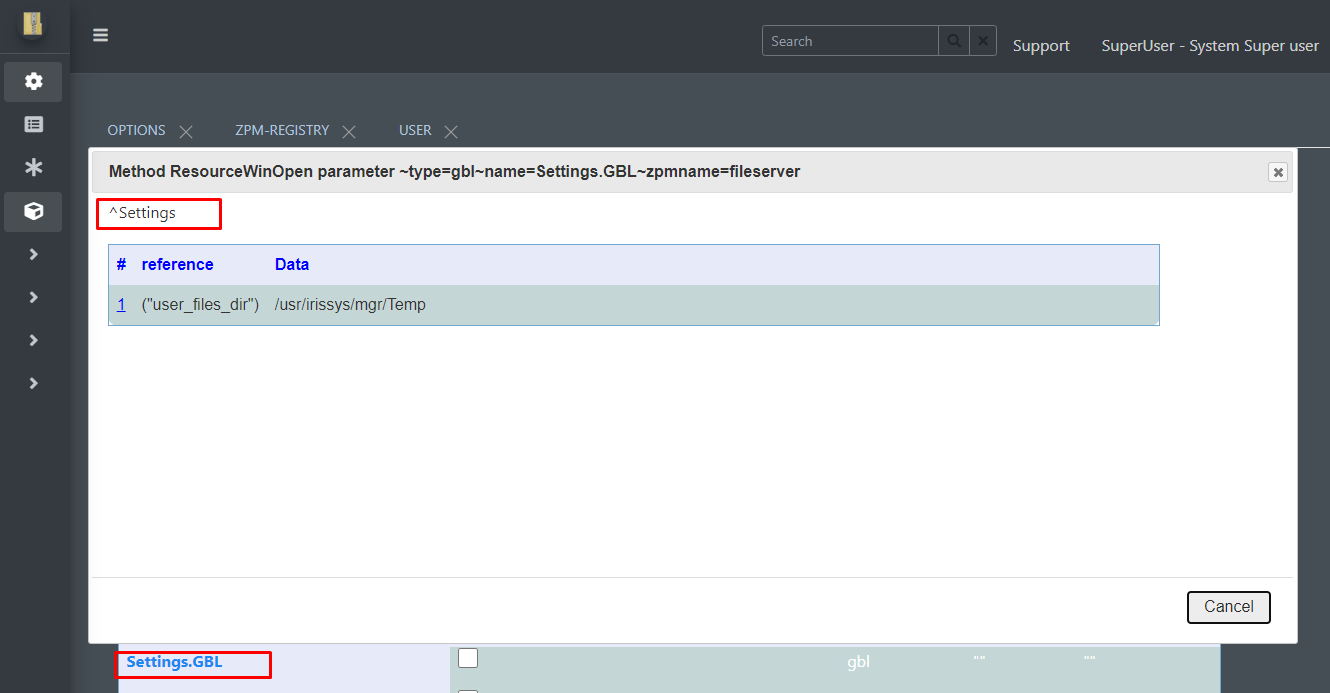 Search
Support
SuperUser - System Super user
OPTIONS
ZPM-REGISTRY
USER
Method ResourceWinOpen parameter ~type=gbl~name=Settings.GBL~zpmname=fileserver
^Settings
# reference Data
1 ("user_files_dir") /usr/irissys/mgr/Temp
Cancel
Settings.GBL gbl "" ""